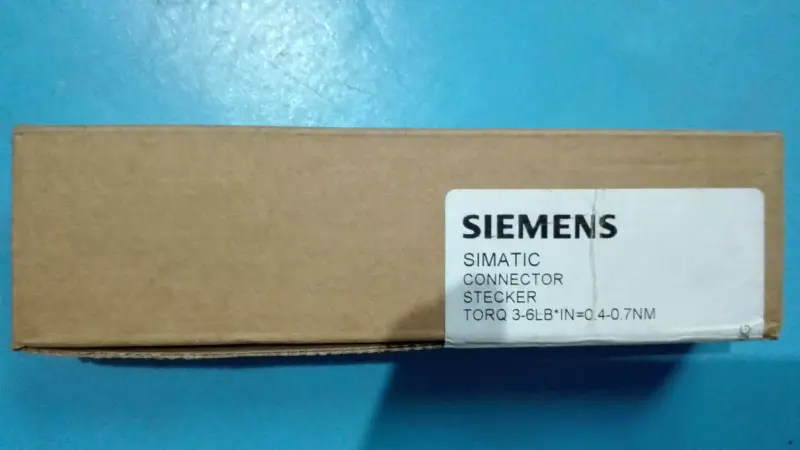 SIEMENS
SIMATIC
CONNECTOR
STECKER
TORQ 3-6LB*IN=0.4-0.7NM